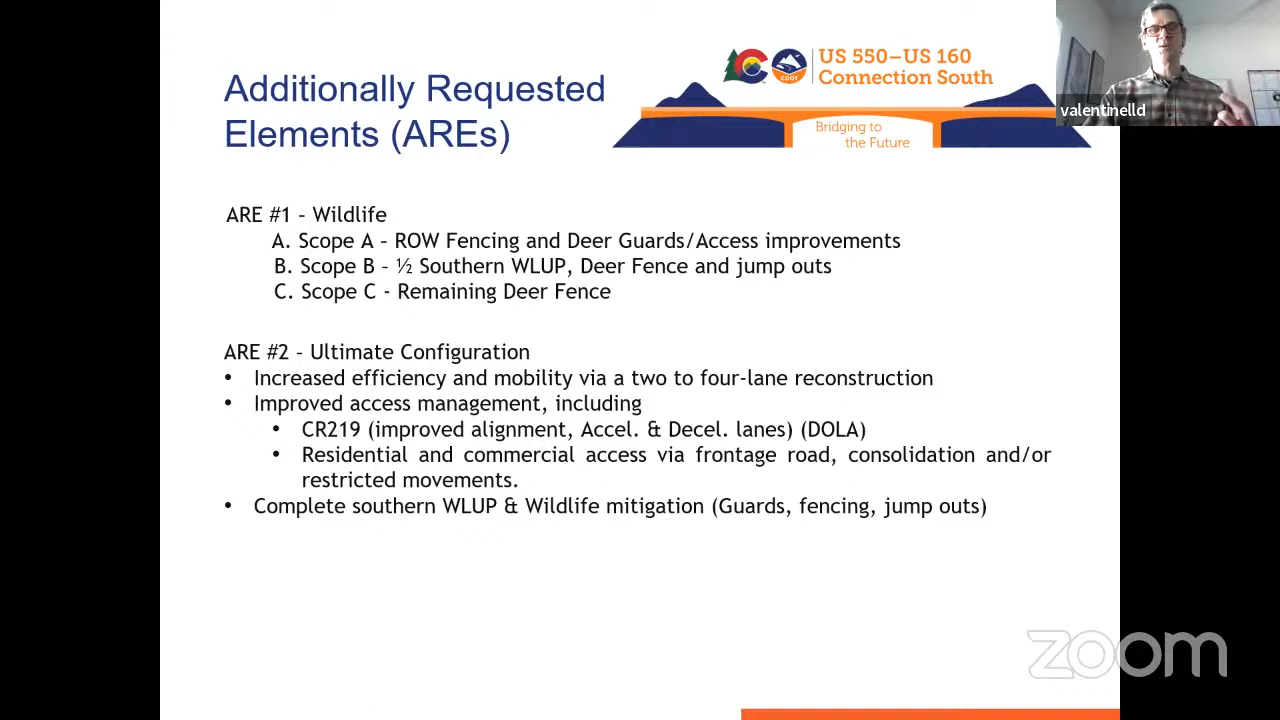 Additionally Requested
Elements (AREs)
CDOT
US 550–US 160
Connection South
Bridging to
the Future
valentinelld
ARE #1 – Wildlife
A. Scope A – ROW Fencing and Deer Guards/Access improvements
B. Scope B – ½ Southern WLUP, Deer Fence and jump outs
C. Scope C - Remaining Deer Fence
ARE #2 – Ultimate Configuration
• Increased efficiency and mobility via a two to four-lane reconstruction
• Improved access management, including
• CR219 (improved alignment, Accel. & Decel. lanes) (DOLA)
• Residential and commercial access via frontage road, consolidation and/or
restricted movements.
• Complete southern WLUP & Wildlife mitigation (Guards, fencing, jump outs)
zoom